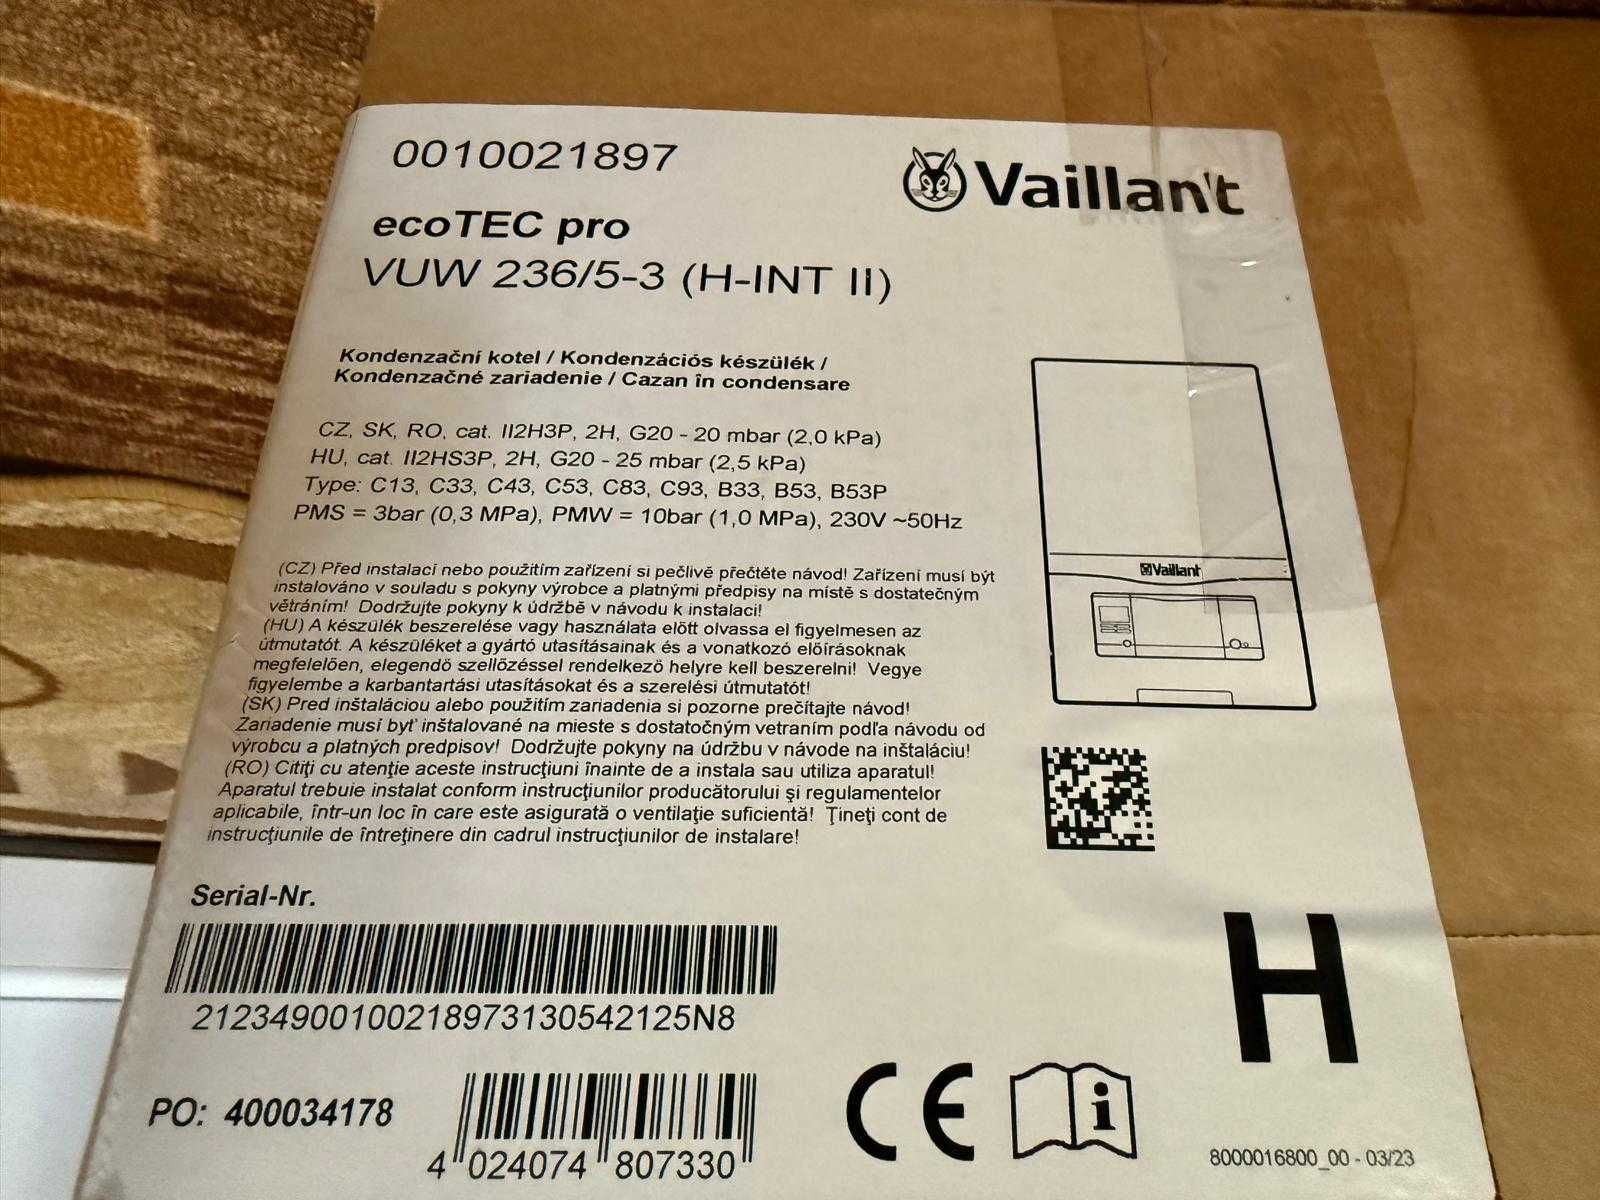 0010021897
Vaillant
ecoTEC pro
VUW 236/5-3 (H-INT II)
Kondenzační kotel / Kondenzációs készülék /
Kondenzačné zariadenie / Cazan în condensare
CZ, SK, RO, cat. II2H3P, 2H, G20 - 20 mbar (2,0 kPa)
HU, cat. II2HS3P, 2H, G20 - 25 mbar (2,5 kPa)
Type: C13, C33, C43, C53, C83, C93, B33, B53, B53P
PMS = 3bar (0,3 MPa), PMW = 10bar (1,0 MPa), 230V ~50Hz
Vaillant
(CZ) Před instalací nebo použitím zařízení si pečlivě přečtěte návod! Zařízení musí být
instalováno v souladu s pokyny výrobce a platnými předpisy na místě s dostatečným
větráním! Dodržujte pokyny k údržbě v návodu k instalaci!
(HU) A készülék beszerelése vagy használata elött olvassa el figyelmesen az
útmutatót. A készüléket a gyártó utasításainak és a vonatkozó elöírásoknak
megfelelöen, elegendö szellözéssel rendelkezö helyre kell beszerelni! Vegye
figyelembe a karbantartási utasításokat és a szerelési útmutatót!
(SK) Pred inštaláciou alebo použitím zariadenia si pozorne prečítajte návod!
Zariadenie musí byť inštalované na mieste s dostatočným vetraním podľa návodu od
výrobcu a platných predpisov! Dodržujte pokyny na údržbu v návode na inštaláciu!
(RO) Citiţi cu atenţie aceste instrucţiuni înainte de a instala sau utiliza aparatul!
Aparatul trebuie instalat conform instrucţiunilor producătorului şi regulamentelor
aplicabile, într-un loc în care este asigurată o ventilaţie suficientă! Ţineţi cont de
instrucţiunile de întreţinere din cadrul instrucţiunilor de instalare!
Serial-Nr.
21234900100218973130542125N8
H
PO: 400034178
4 024074 807330
CE
i
8000016800_00 - 03/23